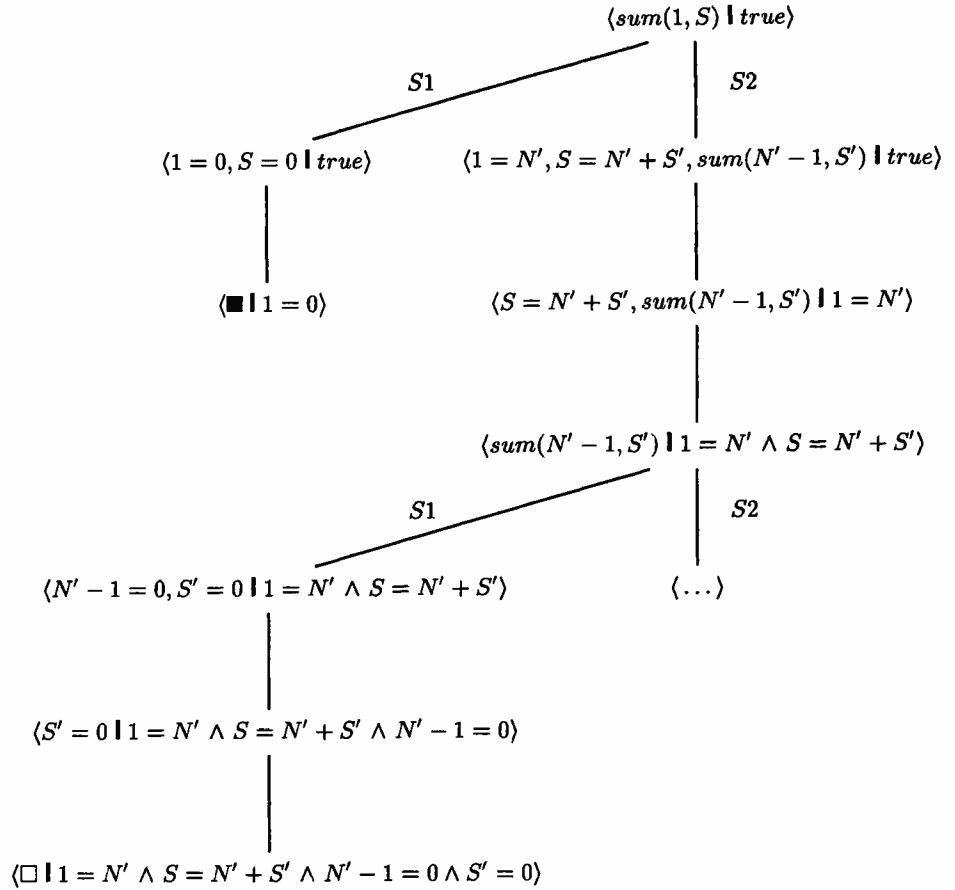 ⟨sum(1, S) ❙ true⟩
S1 S2
⟨1 = 0, S = 0 ❙ true⟩ ⟨1 = N′, S = N′ + S′, sum(N′ − 1, S′) ❙ true⟩
⟨■ ❙ 1 = 0⟩ ⟨S = N′ + S′, sum(N′ − 1, S′) ❙ 1 = N′⟩
⟨sum(N′ − 1, S′) ❙ 1 = N′ ∧ S = N′ + S′⟩
S1 S2
⟨N′ − 1 = 0, S′ = 0 ❙ 1 = N′ ∧ S = N′ + S′⟩ ⟨...⟩
⟨S′ = 0 ❙ 1 = N′ ∧ S = N′ + S′ ∧ N′ − 1 = 0⟩
⟨□ ❙ 1 = N′ ∧ S = N′ + S′ ∧ N′ − 1 = 0 ∧ S′ = 0⟩